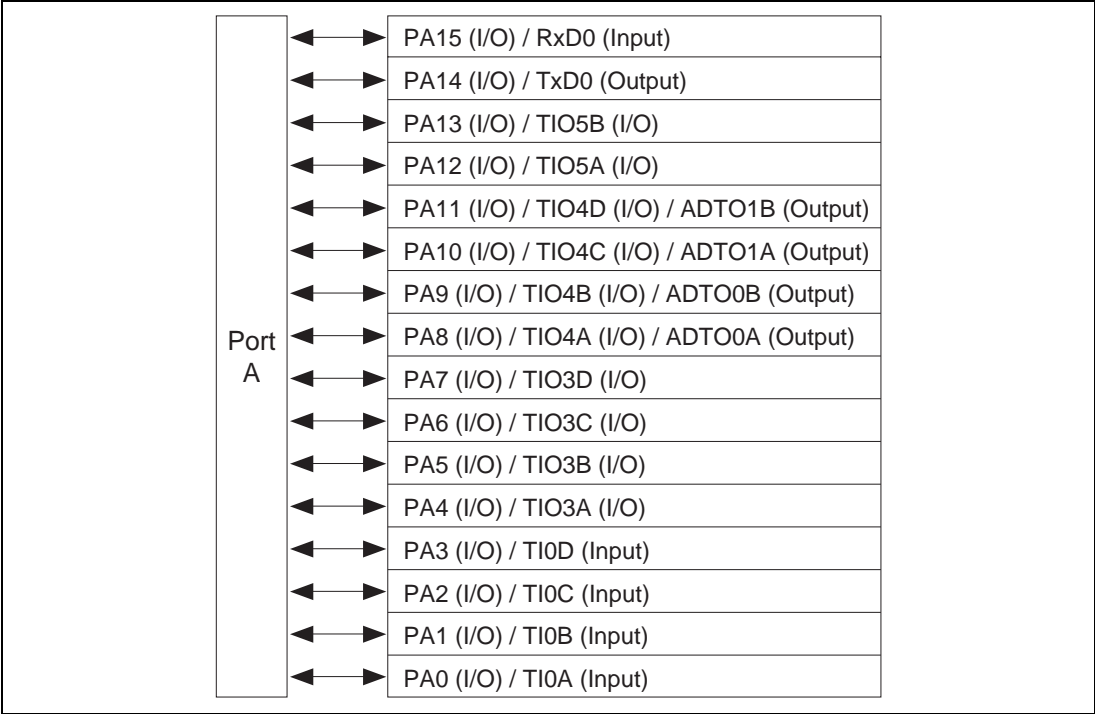 PA15 (I/O) / RxD0 (Input)
PA14 (I/O) / TxD0 (Output)
PA13 (I/O) / TIO5B (I/O)
PA12 (I/O) / TIO5A (I/O)
PA11 (I/O) / TIO4D (I/O) / ADTO1B (Output)
PA10 (I/O) / TIO4C (I/O) / ADTO1A (Output)
PA9 (I/O) / TIO4B (I/O) / ADTO0B (Output)
PA8 (I/O) / TIO4A (I/O) / ADTO0A (Output)
Port
A
PA7 (I/O) / TIO3D (I/O)
PA6 (I/O) / TIO3C (I/O)
PA5 (I/O) / TIO3B (I/O)
PA4 (I/O) / TIO3A (I/O)
PA3 (I/O) / TI0D (Input)
PA2 (I/O) / TI0C (Input)
PA1 (I/O) / TI0B (Input)
PA0 (I/O) / TI0A (Input)